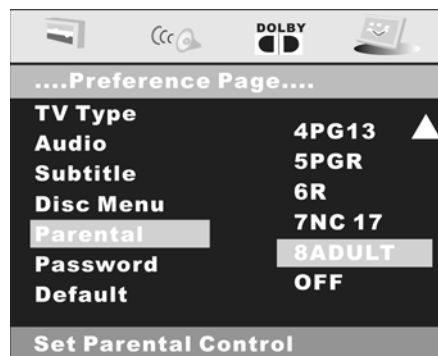 DOLBY
....Preference Page....
TV Type
Audio
Subtitle
Disc Menu
Parental
Password
Default
4PG13
5PGR
6R
7NC 17
8ADULT
OFF
Set Parental Control